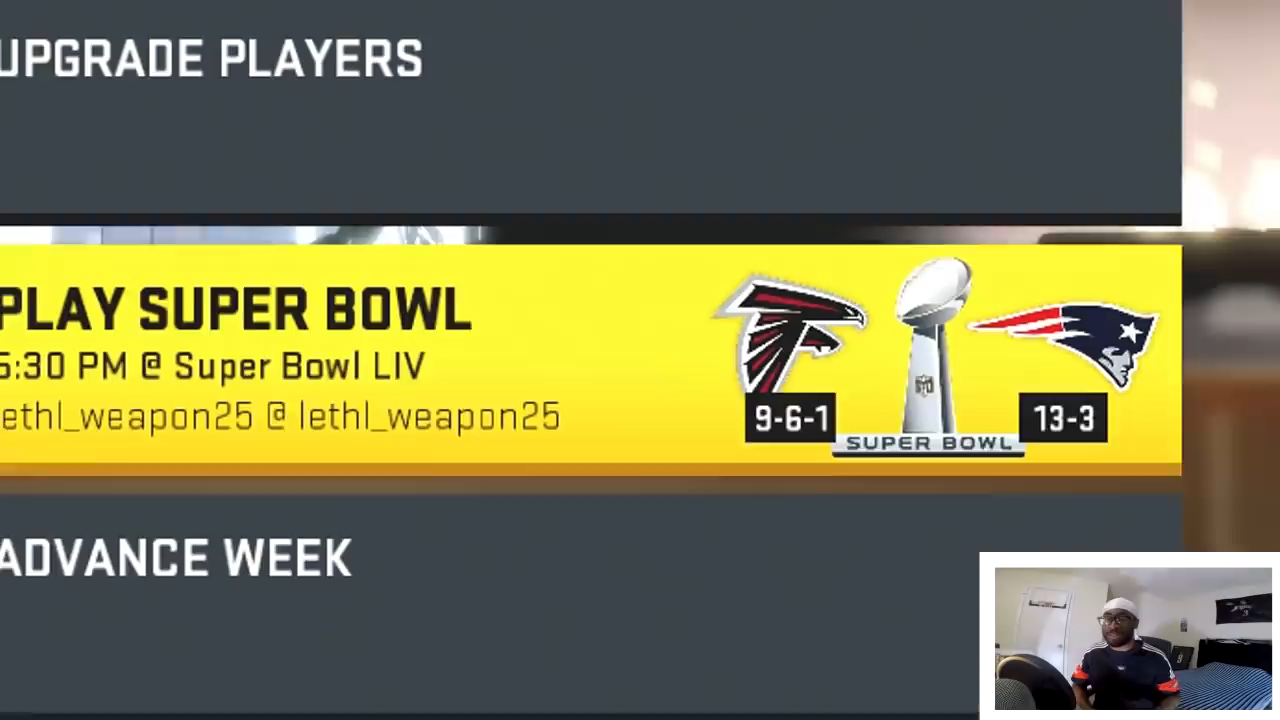 UPGRADE PLAYERS
PLAY SUPER BOWL
5:30 PM @ Super Bowl LIV
lethl_weapon25 @ lethl_weapon25
9-6-1
NFL
13-3
SUPER BOWL
ADVANCE WEEK